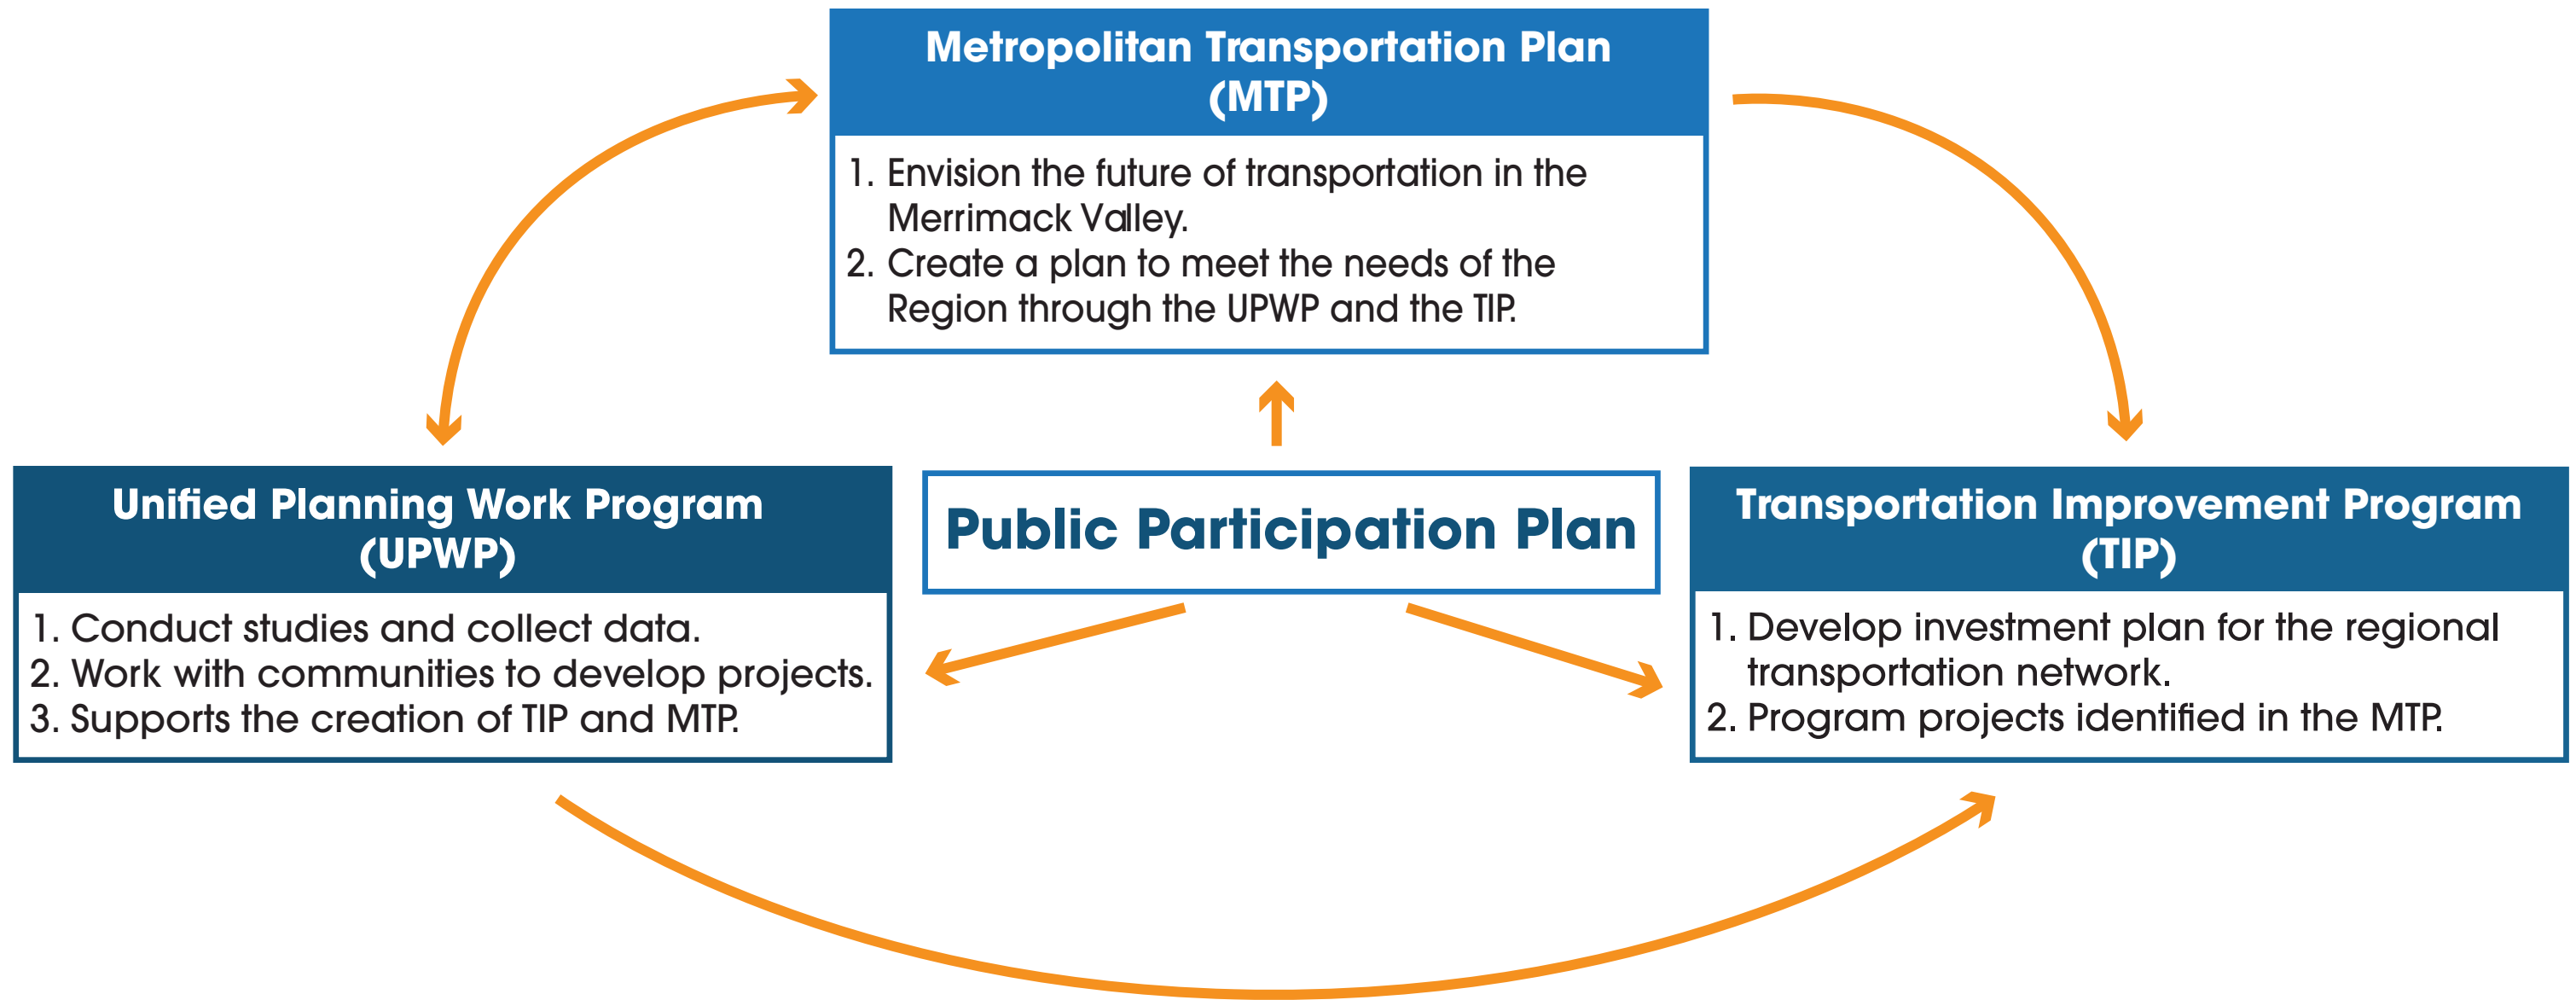 Metropolitan Transportation Plan
(MTP)
1. Envision the future of transportation in the
Merrimack Valley.
2. Create a plan to meet the needs of the
Region through the UPWP and the TIP.
Unified Planning Work Program
(UPWP)
1. Conduct studies and collect data.
2. Work with communities to develop projects.
3. Supports the creation of TIP and MTP.
Public Participation Plan
Transportation Improvement Program
(TIP)
1. Develop investment plan for the regional
transportation network.
2. Program projects identified in the MTP.